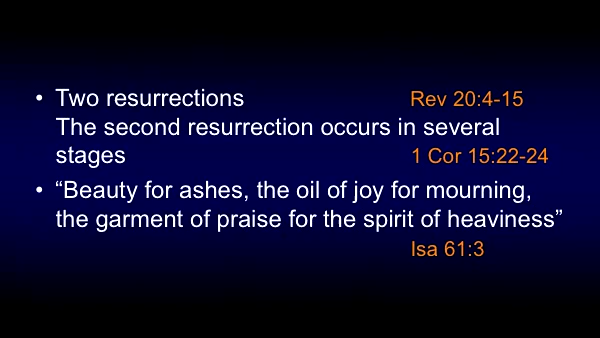 • Two resurrections Rev 20:4-15
The second resurrection occurs in several
stages 1 Cor 15:22-24
• “Beauty for ashes, the oil of joy for mourning,
the garment of praise for the spirit of heaviness”
Isa 61:3